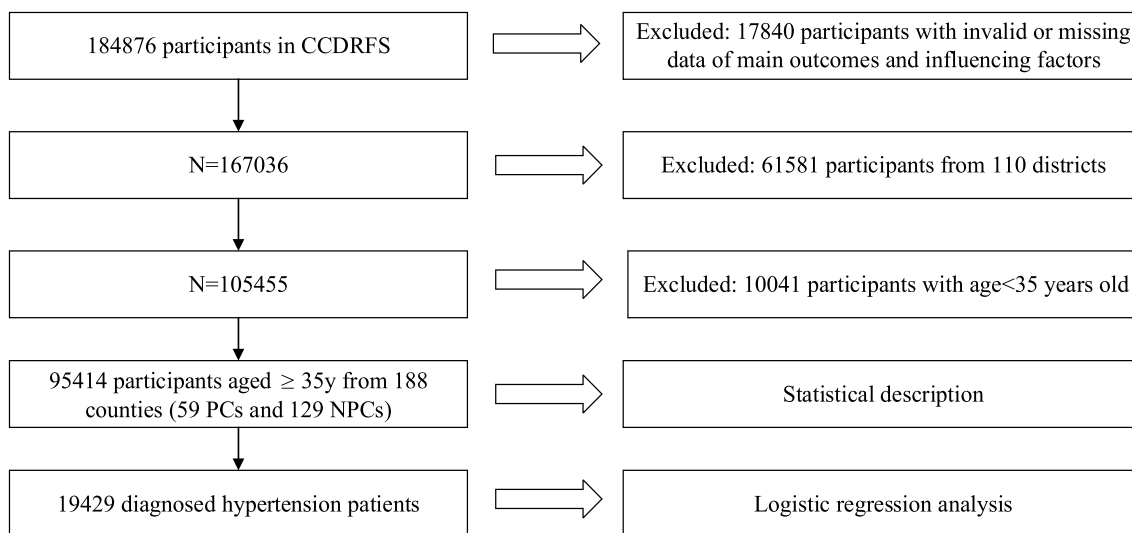 184876 participants in CCDRFS
Excluded: 17840 participants with invalid or missing
data of main outcomes and influencing factors
N=167036
Excluded: 61581 participants from 110 districts
N=105455
Excluded: 10041 participants with age<35 years old
95414 participants aged ≥ 35y from 188
counties (59 PCs and 129 NPCs)
Statistical description
19429 diagnosed hypertension patients
Logistic regression analysis